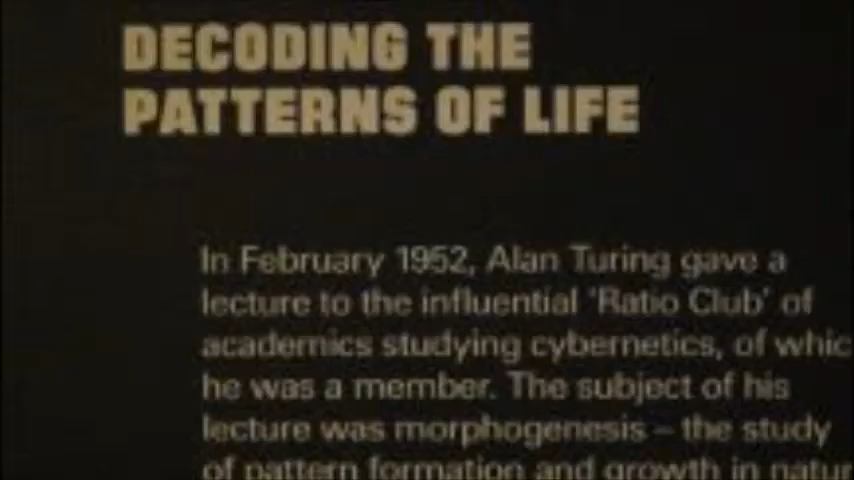 DECODING THE
PATTERNS OF LIFE
In February 1952, Alan Turing gave a
lecture to the influential 'Ratio Club' of
academics studying cybernetics, of whic
he was a member. The subject of his
lecture was morphogenesis – the study
of pattern formation and growth in natur